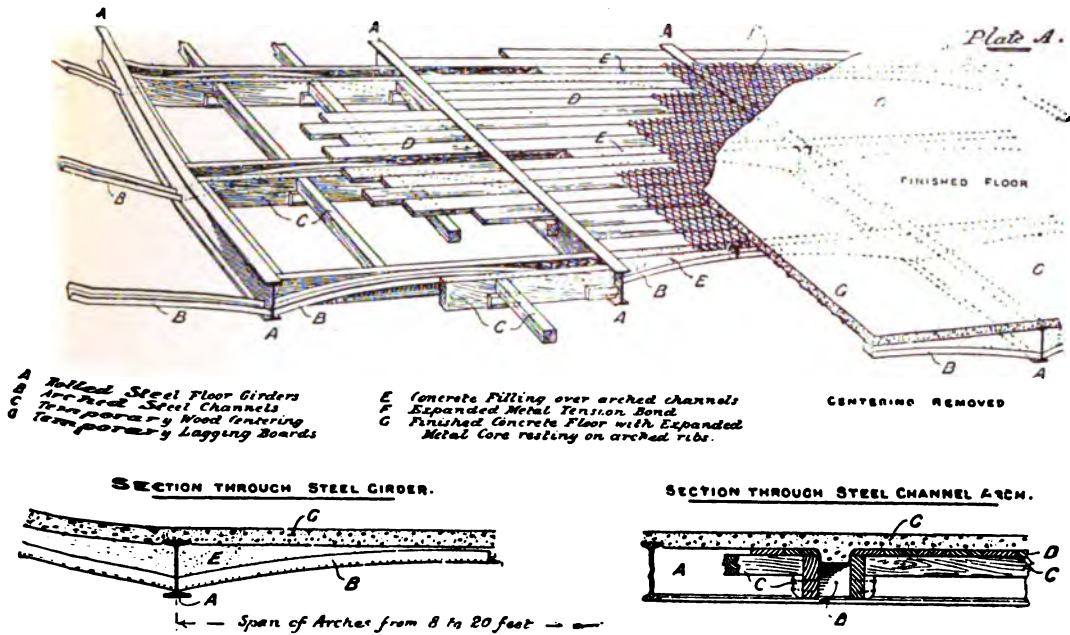 A
A
A
F
Plate A.
E
D
D
E
G
FINISHED FLOOR
B
C
C
B
E
B
G
B
A
B
C
A
B
A
A Rolled Steel Floor Girders
B Arched Steel Channels
C Temporary Wood Centering
G Temporary Lagging Boards
E Concrete Filling over arched channels
F Expanded Metal Tension Bond
G Finished Concrete Floor with Expanded
Metal Core resting on arched ribs.
CENTERING REMOVED
SECTION THROUGH STEEL GIRDER.
G
E
B
A
Span of Arches from 8 to 20 feet
SECTION THROUGH STEEL CHANNEL ARCH.
G
D
A
C
C
C
B